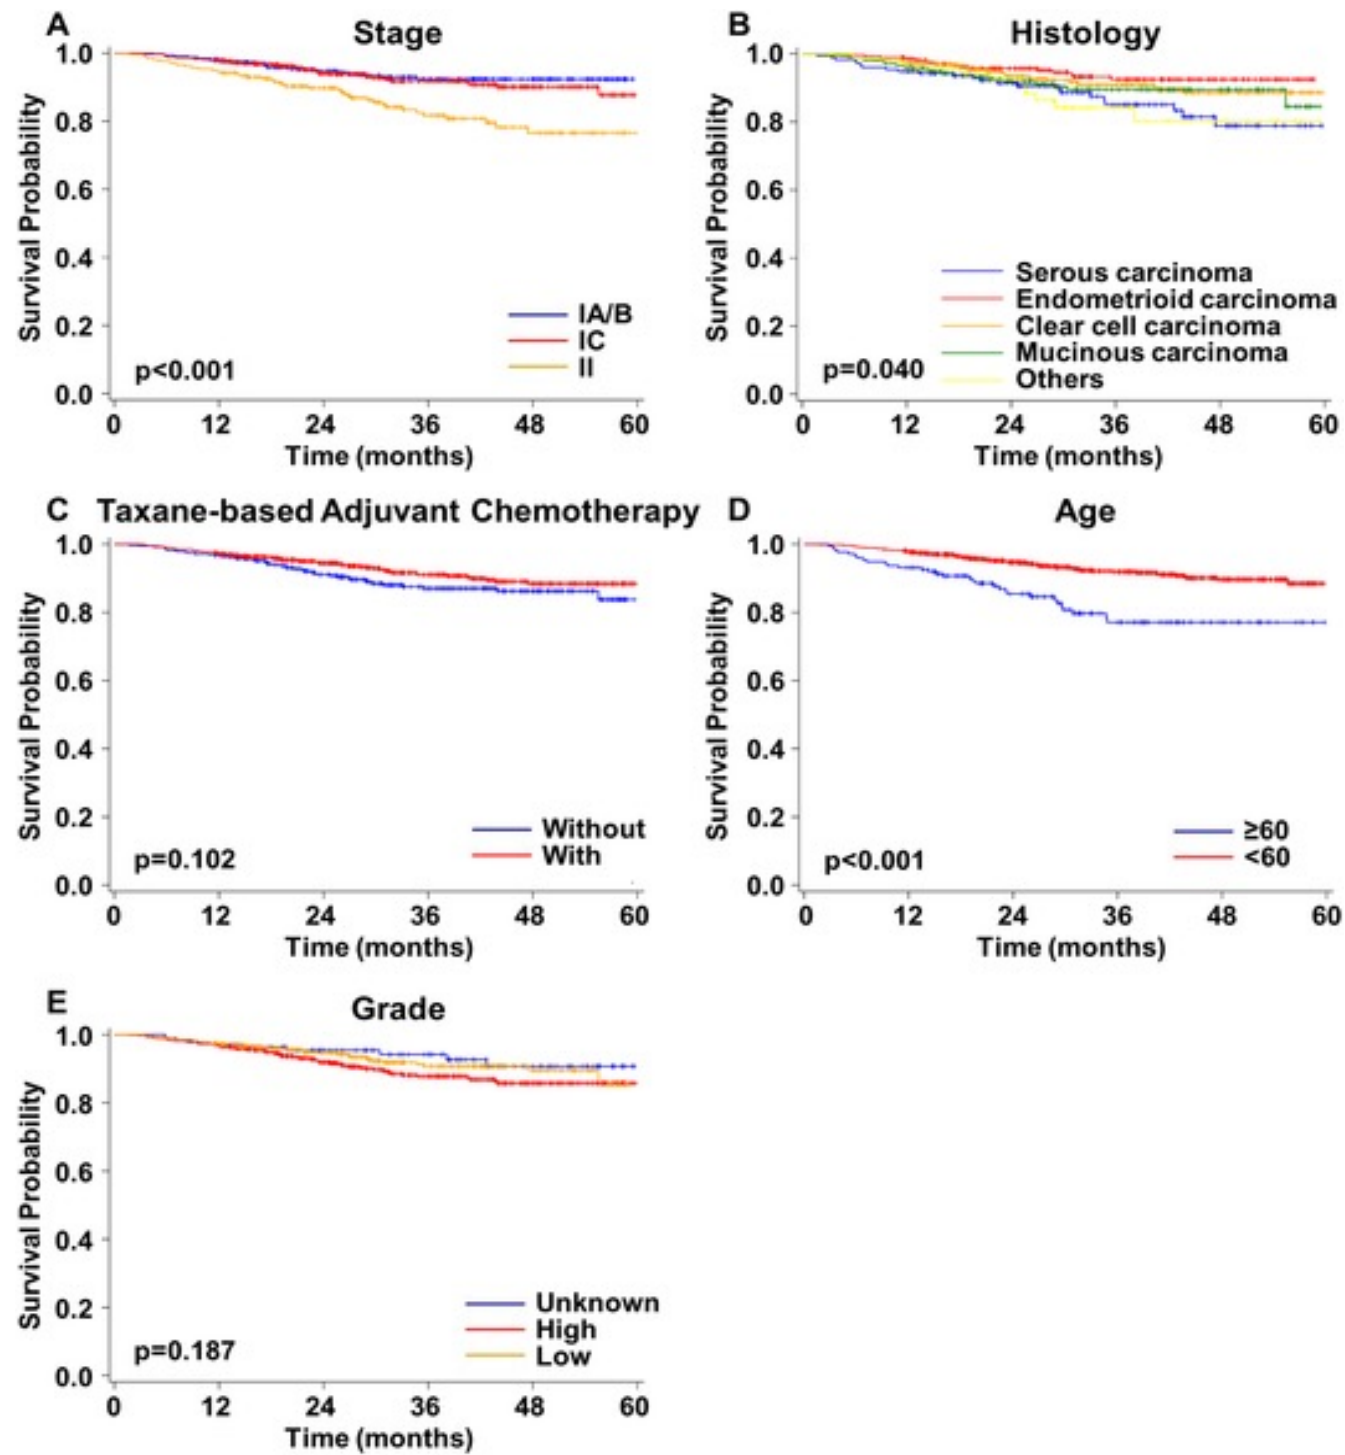 A Stage
1.0
0.8
0.6
0.4
0.2
0.0
Survival Probability
IA/B
IC
II
p<0.001
0 12 24 36 48 60
Time (months)
B Histology
1.0
0.8
0.6
0.4
0.2
0.0
Survival Probability
Serous carcinoma
Endometrioid carcinoma
Clear cell carcinoma
Mucinous carcinoma
Others
p=0.040
0 12 24 36 48 60
Time (months)
C Taxane-based Adjuvant Chemotherapy
1.0
0.8
0.6
0.4
0.2
0.0
Survival Probability
Without
With
p=0.102
0 12 24 36 48 60
Time (months)
D Age
1.0
0.8
0.6
0.4
0.2
0.0
Survival Probability
≥60
<60
p<0.001
0 12 24 36 48 60
Time (months)
E Grade
1.0
0.8
0.6
0.4
0.2
0.0
Survival Probability
Unknown
High
Low
p=0.187
0 12 24 36 48 60
Time (months)